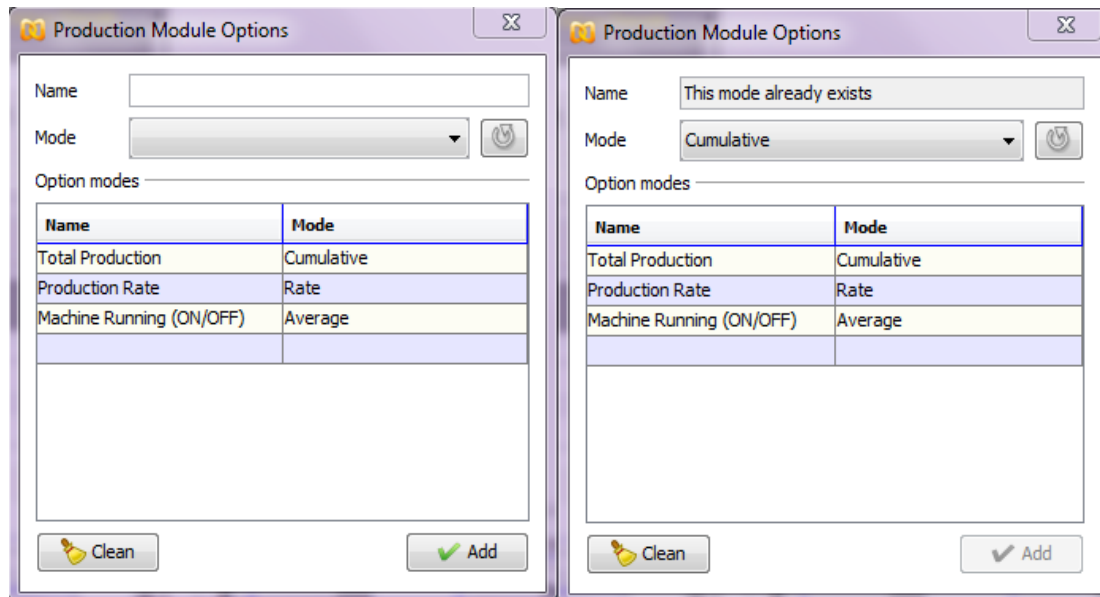 Production Module Options
Name
Mode
Option modes
Name Mode
Total Production Cumulative
Production Rate Rate
Machine Running (ON/OFF) Average
Clean Add
Production Module Options
Name This mode already exists
Mode Cumulative
Option modes
Name Mode
Total Production Cumulative
Production Rate Rate
Machine Running (ON/OFF) Average
Clean Add